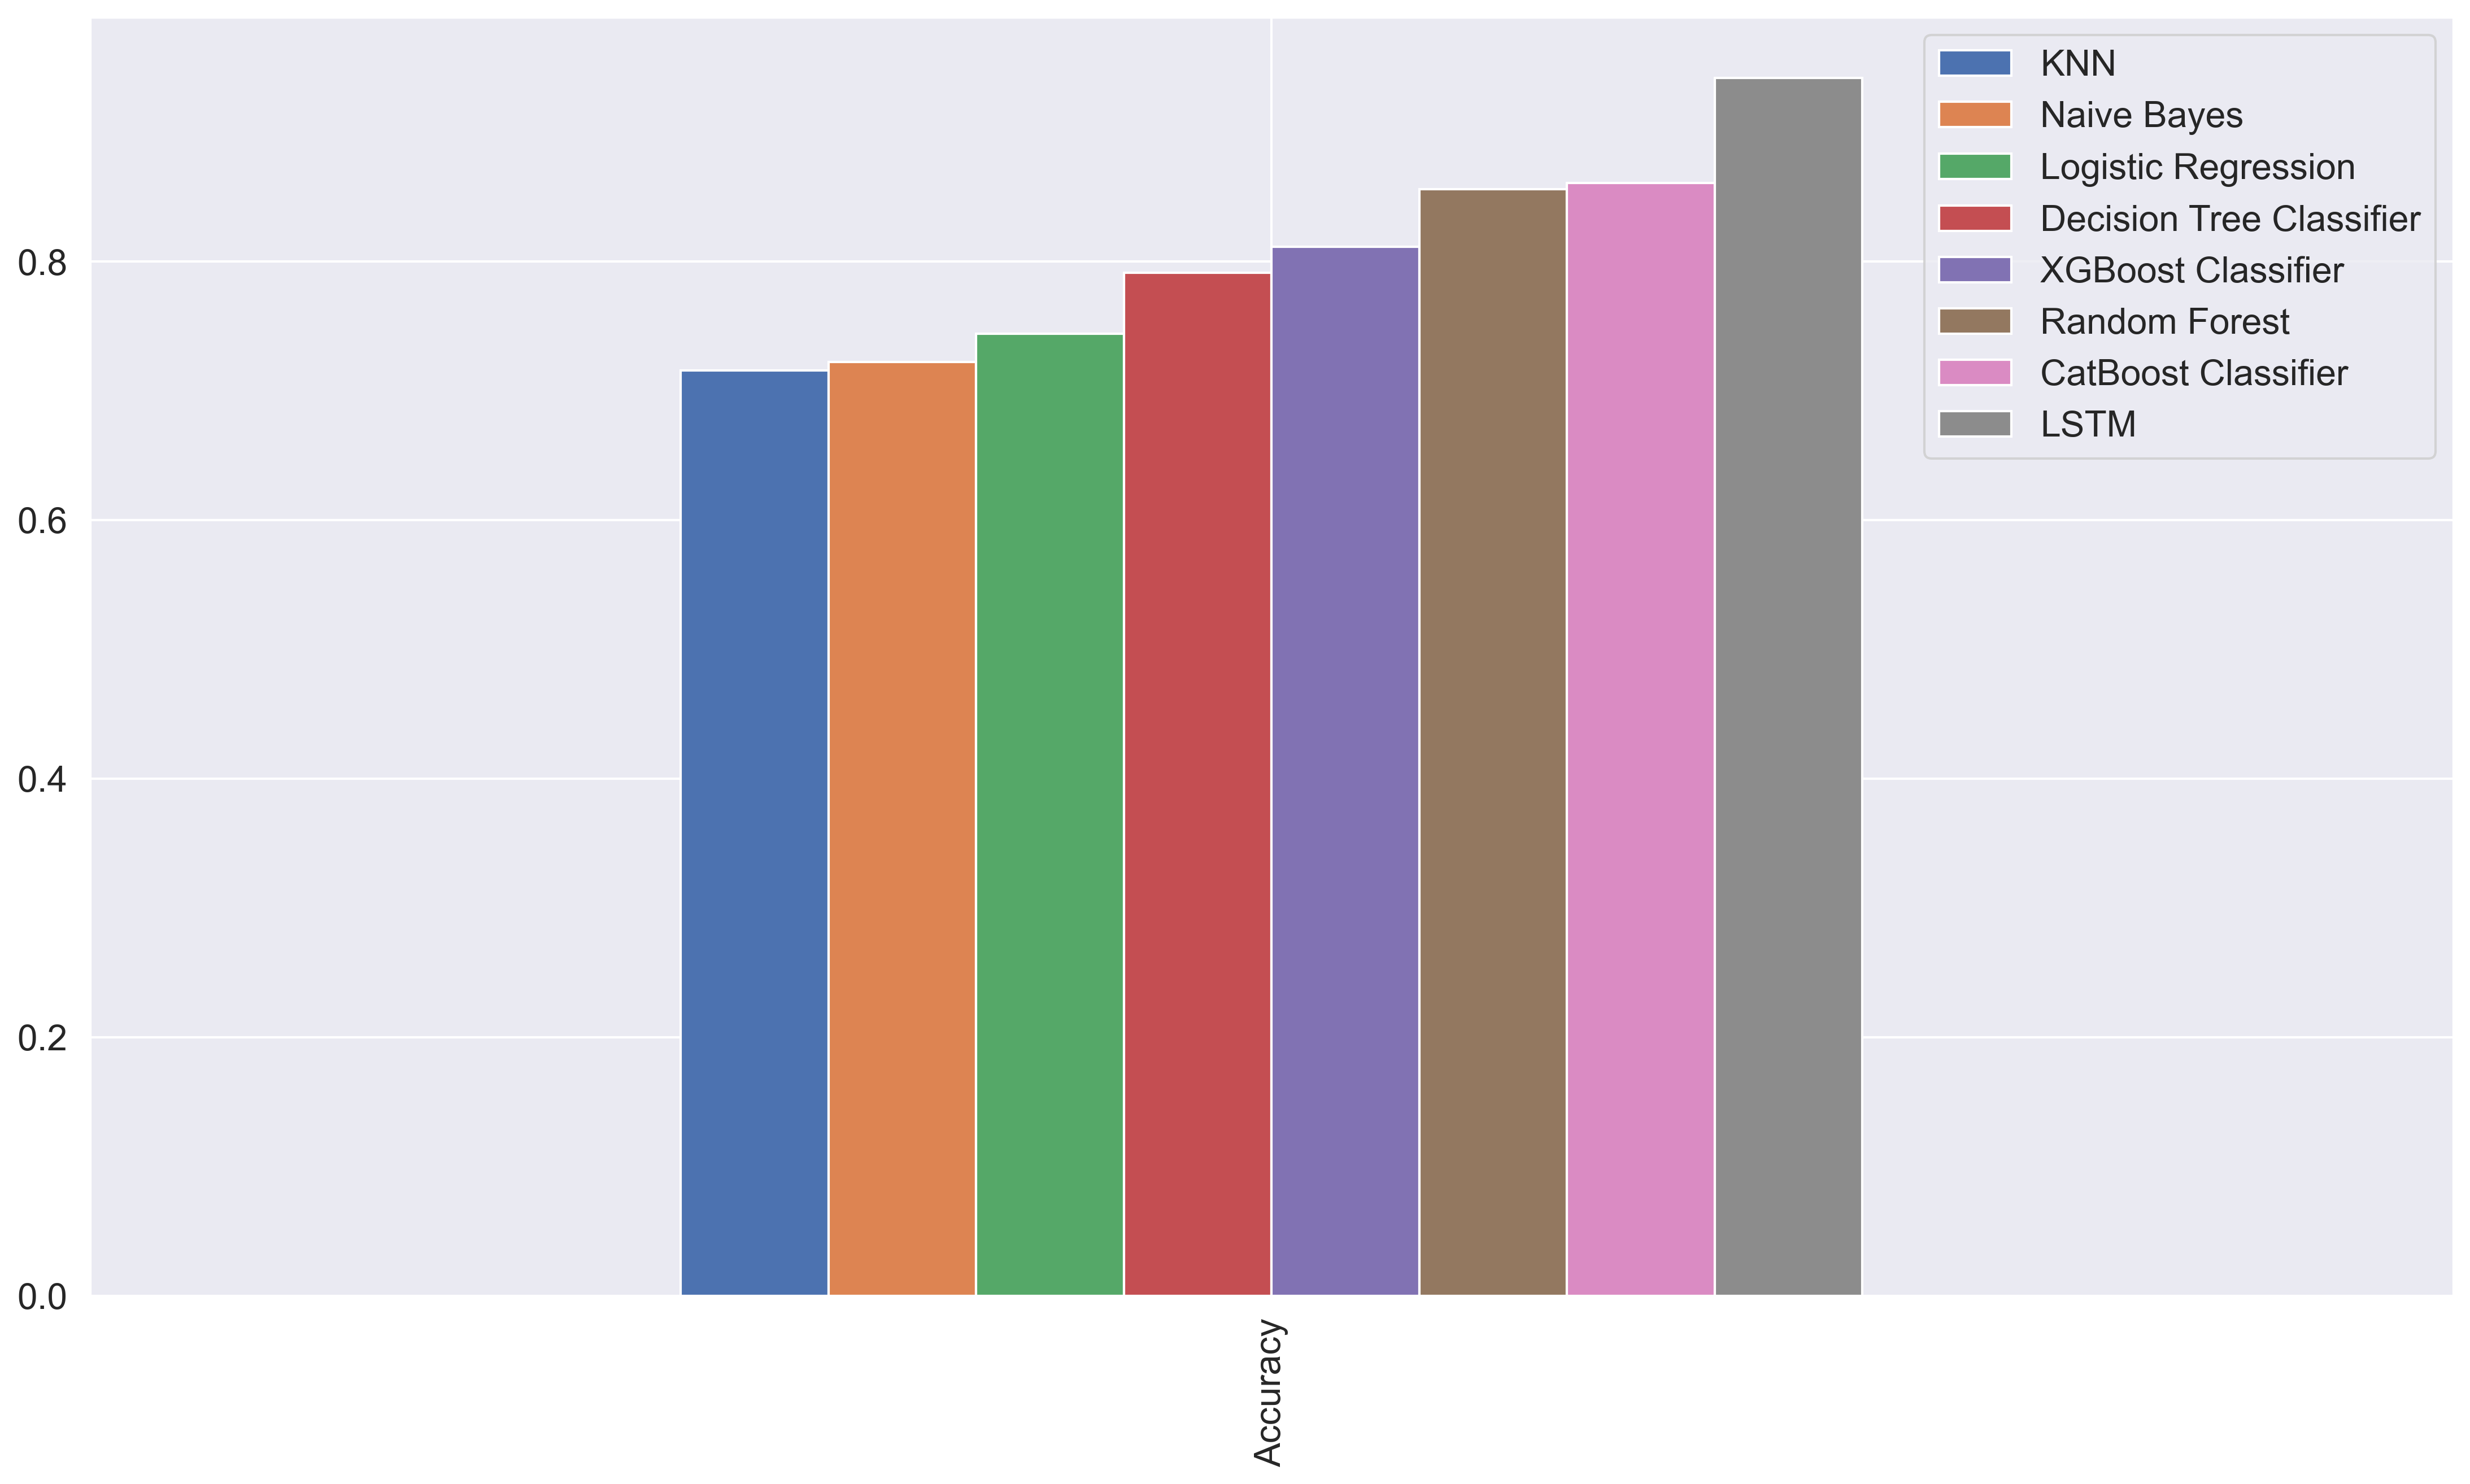 KNN
Naive Bayes
Logistic Regression
Decision Tree Classifier
XGBoost Classifier
Random Forest
CatBoost Classifier
LSTM
0.8
0.6
0.4
0.2
0.0
Accuracy